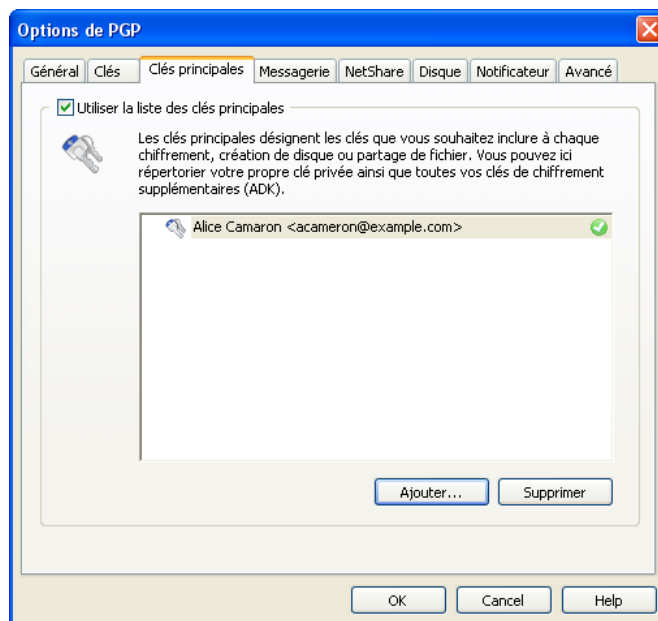 Options de PGP
Général Clés Clés principales Messagerie NetShare Disque Notificateur Avancé
Utiliser la liste des clés principales
Les clés principales désignent les clés que vous souhaitez inclure à chaque
chiffrement, création de disque ou partage de fichier. Vous pouvez ici
répertorier votre propre clé privée ainsi que toutes vos clés de chiffrement
supplémentaires (ADK).
Alice Camaron <acameron@example.com>
Ajouter... Supprimer
OK Cancel Help